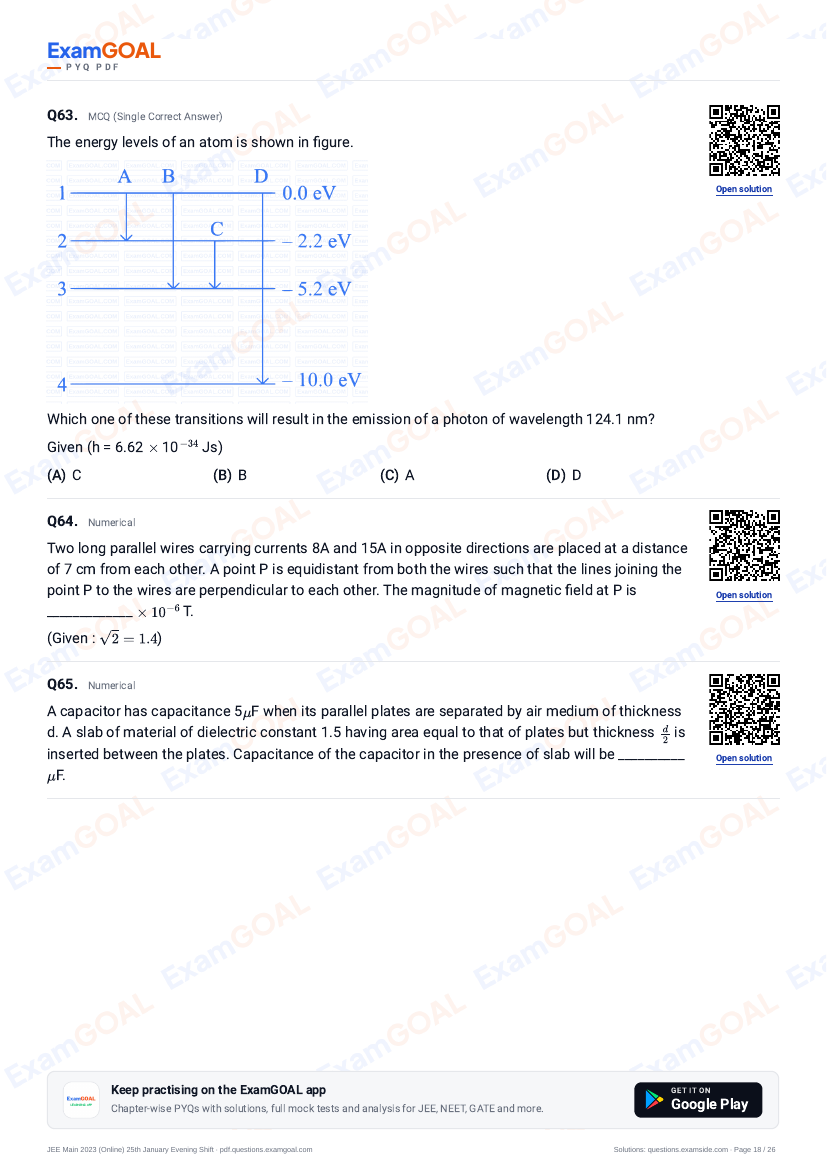 ExamGOAL
PYQ PDF
Q63. MCQ (Single Correct Answer)
The energy levels of an atom is shown in figure.
Open solution
A B D
1 0.0 eV
2 C – 2.2 eV
3 – 5.2 eV
4 – 10.0 eV
Which one of these transitions will result in the emission of a photon of wavelength 124.1 nm?
Given (h = 6.62 × 10⁻³⁴ Js)
(A) C (B) B (C) A (D) D
Q64. Numerical
Two long parallel wires carrying currents 8A and 15A in opposite directions are placed at a distance
of 7 cm from each other. A point P is equidistant from both the wires such that the lines joining the
point P to the wires are perpendicular to each other. The magnitude of magnetic field at P is
____________ × 10⁻⁶ T.
(Given : √2 = 1.4)
Open solution
Q65. Numerical
A capacitor has capacitance 5μF when its parallel plates are separated by air medium of thickness
d. A slab of material of dielectric constant 1.5 having area equal to that of plates but thickness d/2 is
inserted between the plates. Capacitance of the capacitor in the presence of slab will be __________
μF.
Open solution
ExamGOAL
Keep practising on the ExamGOAL app
Chapter-wise PYQs with solutions, full mock tests and analysis for JEE, NEET, GATE and more.
GET IT ON
Google Play
JEE Main 2023 (Online) 25th January Evening Shift · pdf.questions.examgoal.com
Solutions: questions.examside.com · Page 18 / 26